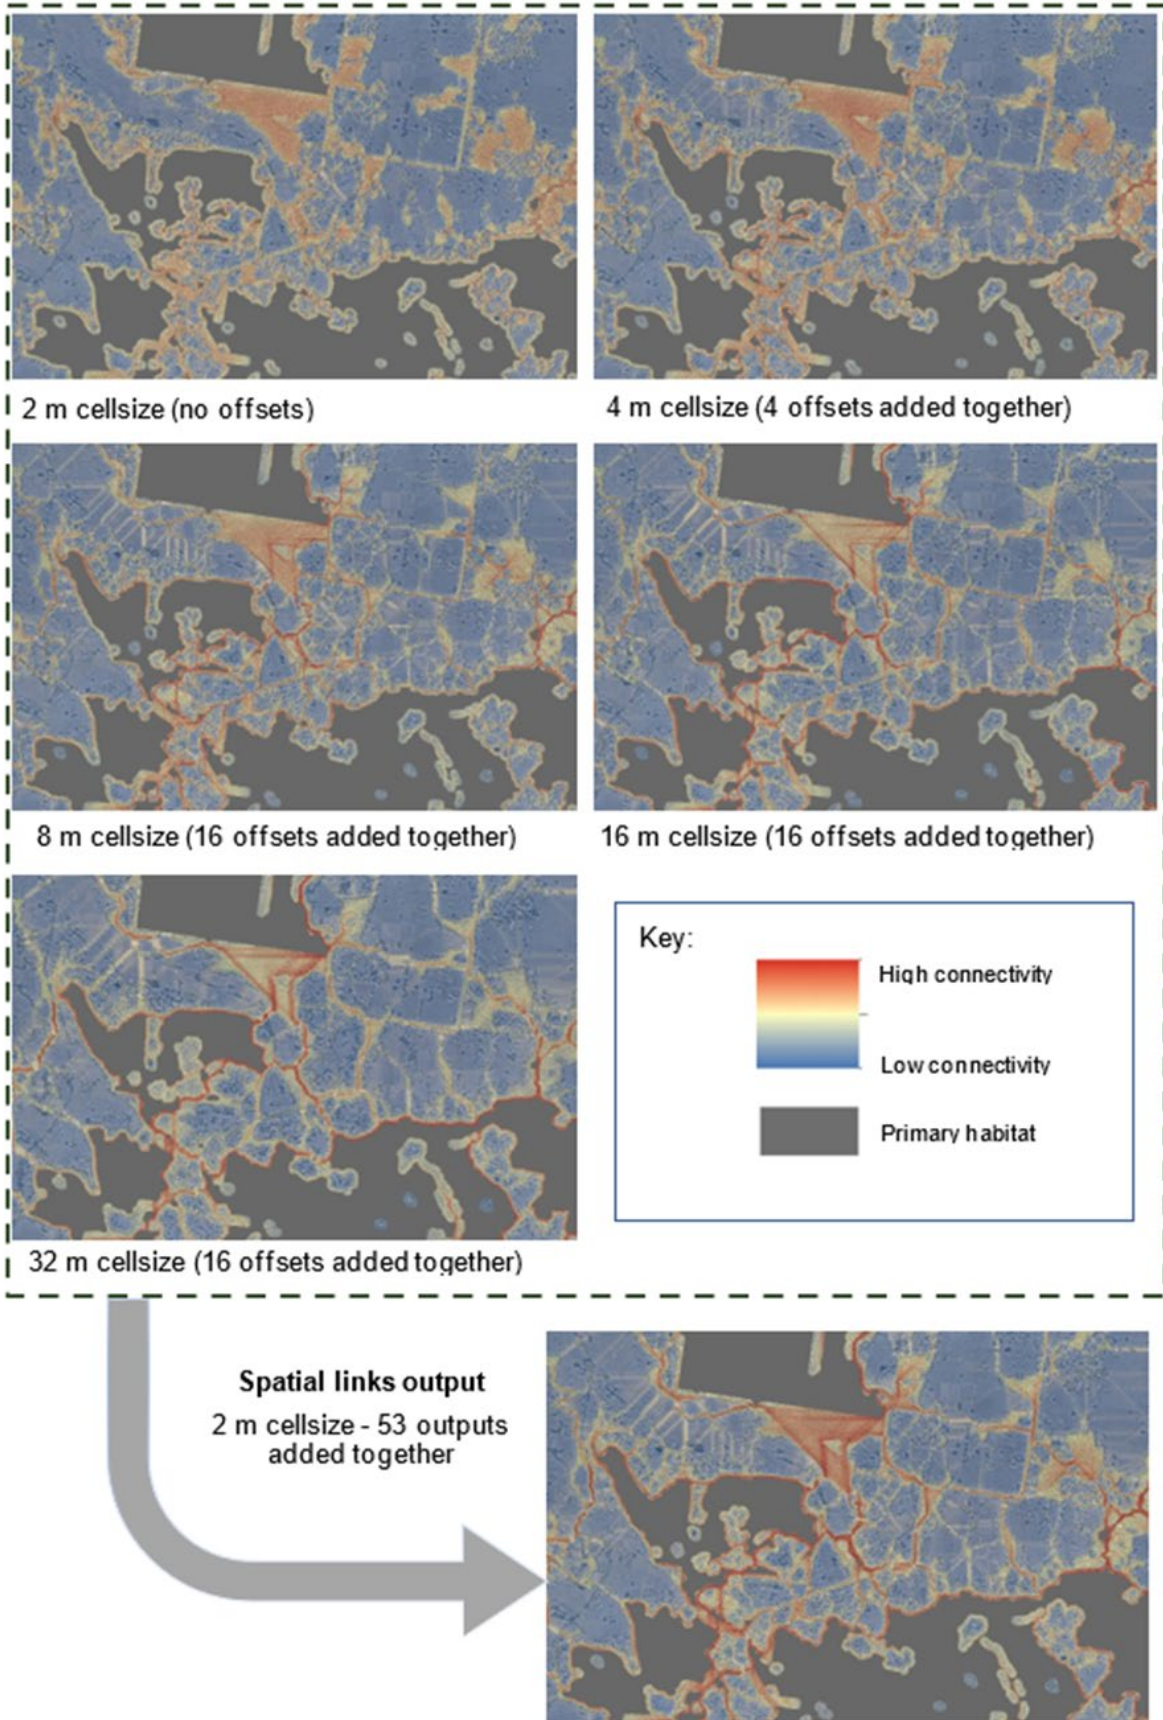 2 m cellsize (no offsets)
4 m cellsize (4 offsets added together)
8 m cellsize (16 offsets added together)
16 m cellsize (16 offsets added together)
Key:
High connectivity
Low connectivity
Primary habitat
32 m cellsize (16 offsets added together)
Spatial links output
2 m cellsize - 53 outputs
added together